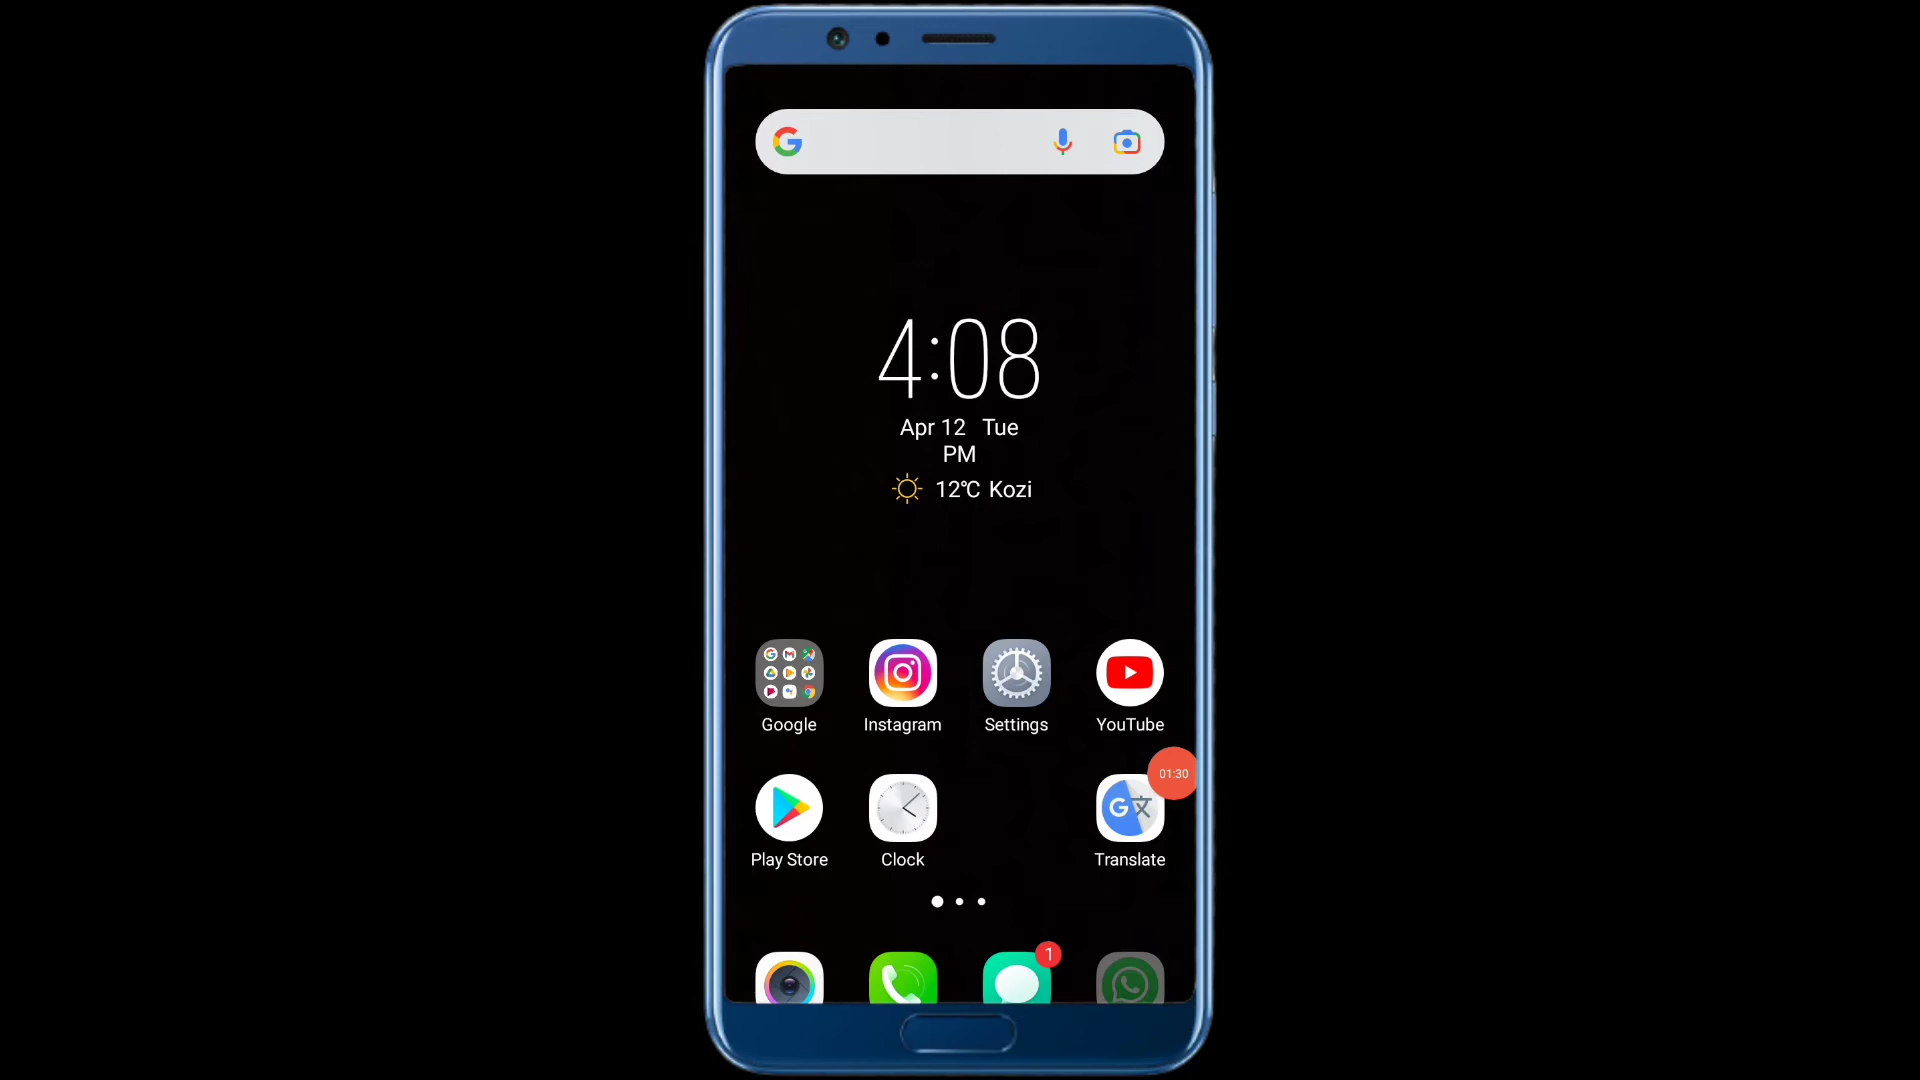 4:08
Apr 12 Tue
PM
12°C Kozi
Google
Instagram
Settings
YouTube
01:30
Play Store
Clock
Translate
1